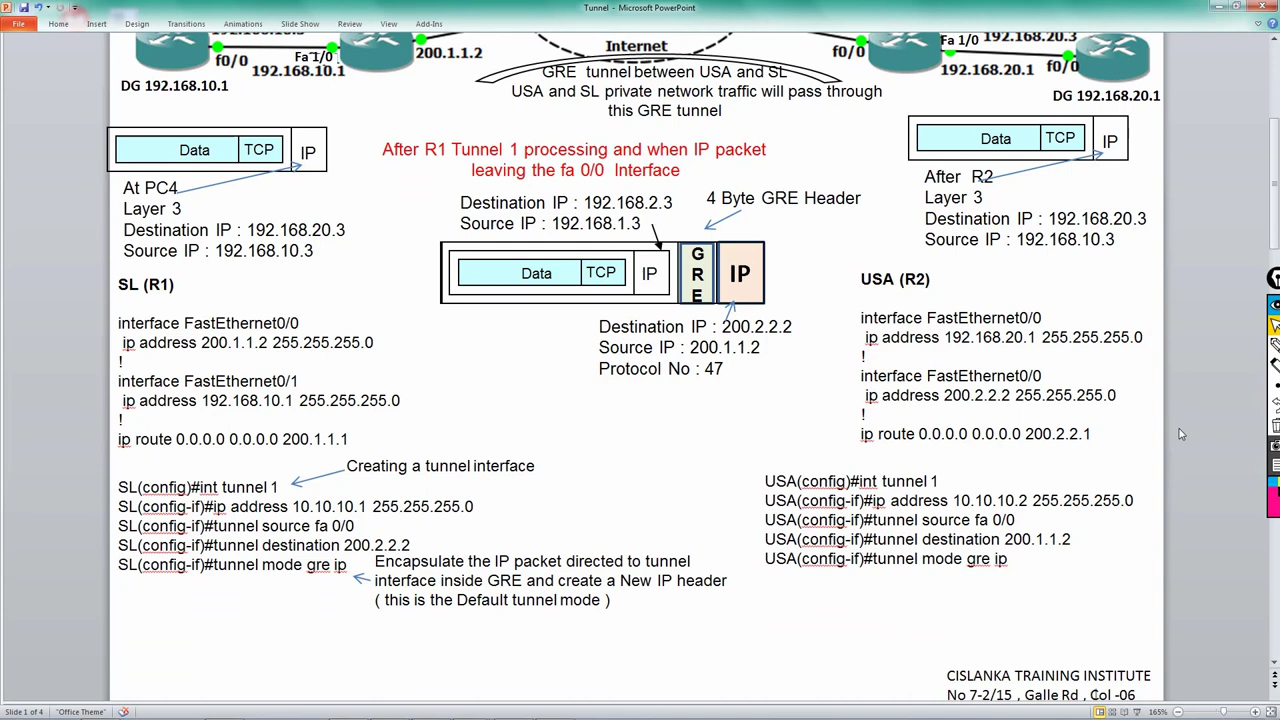 Tunnel - Microsoft PowerPoint
File Home Insert Design Transitions Animations Slide Show Review View Add-Ins
Fa 1/0
192.168.20.3
Internet
f0/0
Fa 1/0
200.1.1.2
f0/0
192.168.10.1
192.168.20.1
f0/0
DG 192.168.10.1
DG 192.168.20.1
GRE tunnel between USA and SL
USA and SL private network traffic will pass through
this GRE tunnel
Data TCP IP
At PC4
Layer 3
Destination IP : 192.168.20.3
Source IP : 192.168.10.3
After R1 Tunnel 1 processing and when IP packet
leaving the fa 0/0 Interface
Destination IP : 192.168.2.3
Source IP : 192.168.1.3
4 Byte GRE Header
Data TCP IP
G
R
E
IP
Destination IP : 200.2.2.2
Source IP : 200.1.1.2
Protocol No : 47
Data TCP IP
After R2
Layer 3
Destination IP : 192.168.20.3
Source IP : 192.168.10.3
SL (R1)
interface FastEthernet0/0
ip address 200.1.1.2 255.255.255.0
!
interface FastEthernet0/1
ip address 192.168.10.1 255.255.255.0
!
ip route 0.0.0.0 0.0.0.0 200.1.1.1
Creating a tunnel interface
SL(config)#int tunnel 1
SL(config-if)#ip address 10.10.10.1 255.255.255.0
SL(config-if)#tunnel source fa 0/0
SL(config-if)#tunnel destination 200.2.2.2
SL(config-if)#tunnel mode gre ip
Encapsulate the IP packet directed to tunnel
interface inside GRE and create a New IP header
( this is the Default tunnel mode )
USA (R2)
interface FastEthernet0/0
ip address 192.168.20.1 255.255.255.0
!
interface FastEthernet0/0
ip address 200.2.2.2 255.255.255.0
!
ip route 0.0.0.0 0.0.0.0 200.2.2.1
USA(config)#int tunnel 1
USA(config-if)#ip address 10.10.10.2 255.255.255.0
USA(config-if)#tunnel source fa 0/0
USA(config-if)#tunnel destination 200.1.1.2
USA(config-if)#tunnel mode gre ip
CISLANKA TRAINING INSTITUTE
No 7-2/15 , Galle Rd , Col -06
Slide 1 of 4 "Office Theme" 165%